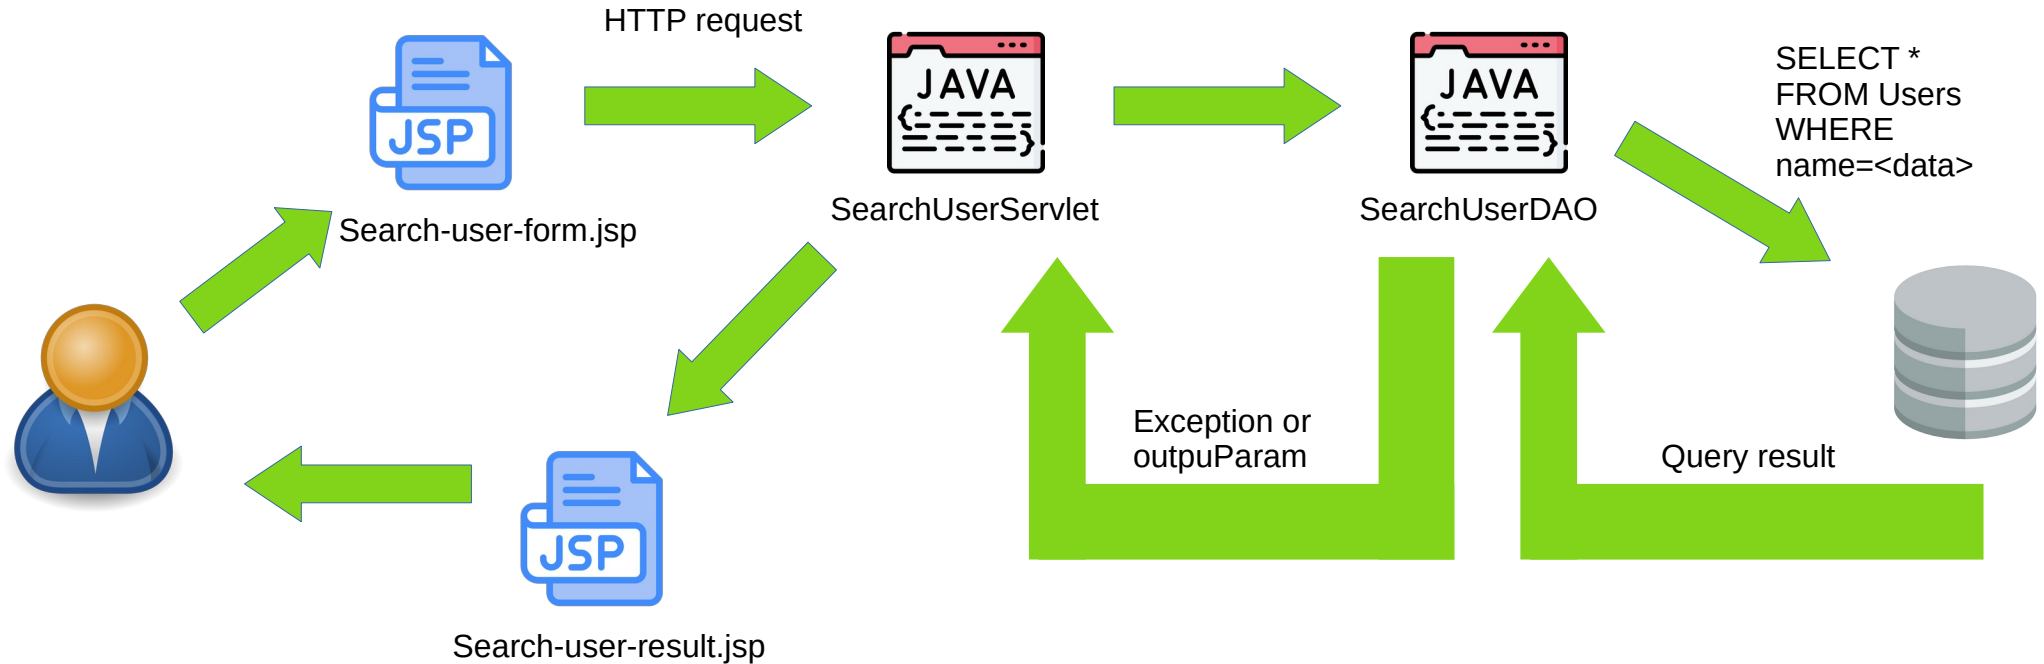 HTTP request
JSP
Search-user-form.jsp
JAVA
SearchUserServlet
JAVA
SearchUserDAO
SELECT *
FROM Users
WHERE
name=<data>
Exception or
outpuParam
Query result
JSP
Search-user-result.jsp